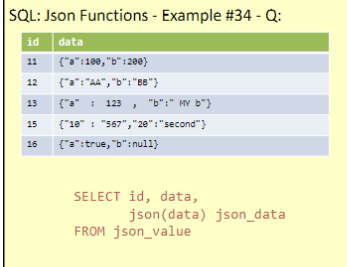 SQL: Json Functions - Example #34 - Q:
id data
11 {"a":100,"b":200}
12 {"a":"AA","b":"BB"}
13 {"a" : 123 , "b":" MY b"}
15 {"10" : "567","20":"second"}
16 {"a":true,"b":null}
SELECT id, data,
json(data) json_data
FROM json_value